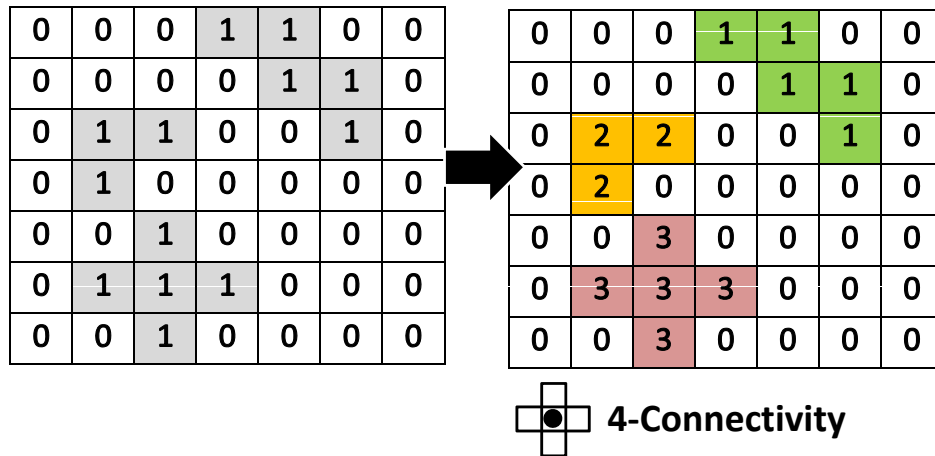 0 0 0 1 1 0 0
0 0 0 0 1 1 0
0 1 1 0 0 1 0
0 1 0 0 0 0 0
0 0 1 0 0 0 0
0 1 1 1 0 0 0
0 0 1 0 0 0 0
0 0 0 1 1 0 0
0 0 0 0 1 1 0
0 2 2 0 0 1 0
0 2 0 0 0 0 0
0 0 3 0 0 0 0
0 3 3 3 0 0 0
0 0 3 0 0 0 0
4-Connectivity